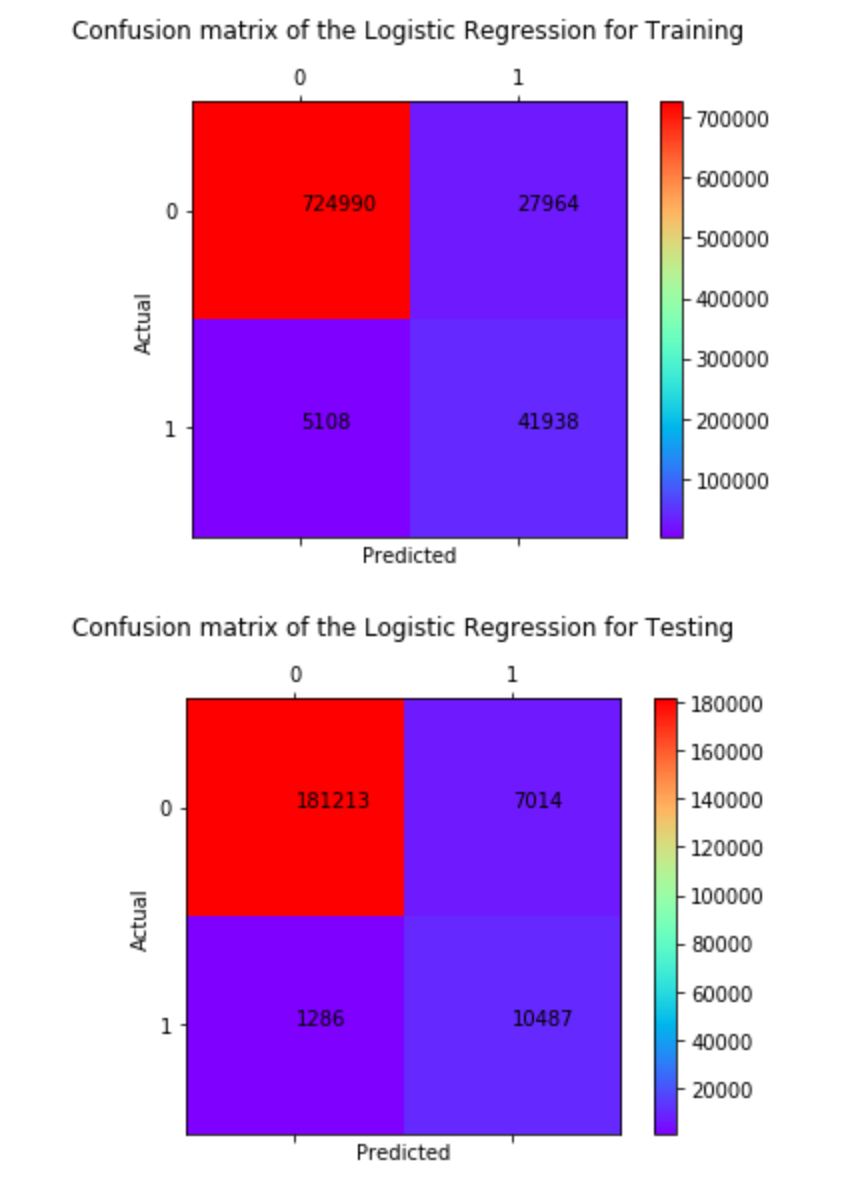 Confusion matrix of the Logistic Regression for Training
0 1
700000
0 724990 27964
600000
500000
400000
Actual
300000
1 5108 41938
200000
100000
Predicted
Confusion matrix of the Logistic Regression for Testing
0 1
180000
160000
0 181213 7014
140000
120000
100000
Actual
80000
60000
1 1286 10487
40000
20000
Predicted